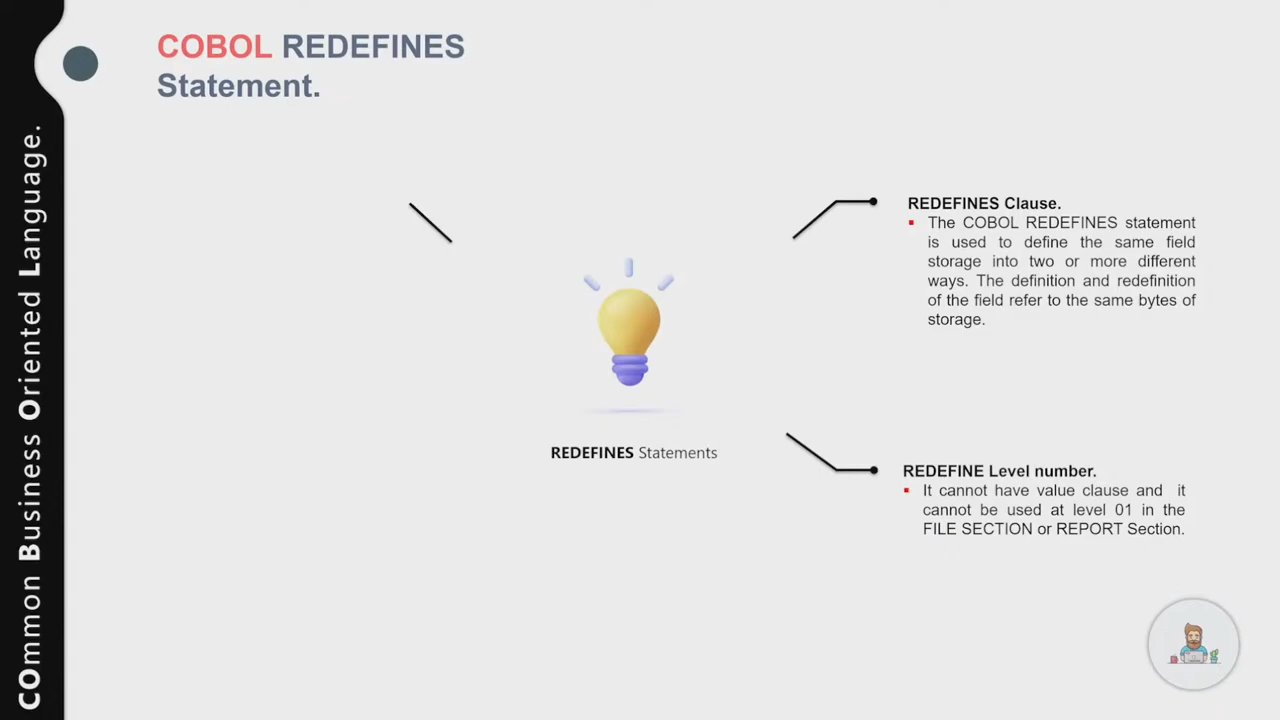 COBOL REDEFINES
Statement.
COmmon Business Oriented Language.
REDEFINES Clause.
The COBOL REDEFINES statement
is used to define the same field
storage into two or more different
ways. The definition and redefinition
of the field refer to the same bytes of
storage.
REDEFINES Statements
REDEFINE Level number.
It cannot have value clause and it
cannot be used at level 01 in the
FILE SECTION or REPORT Section.